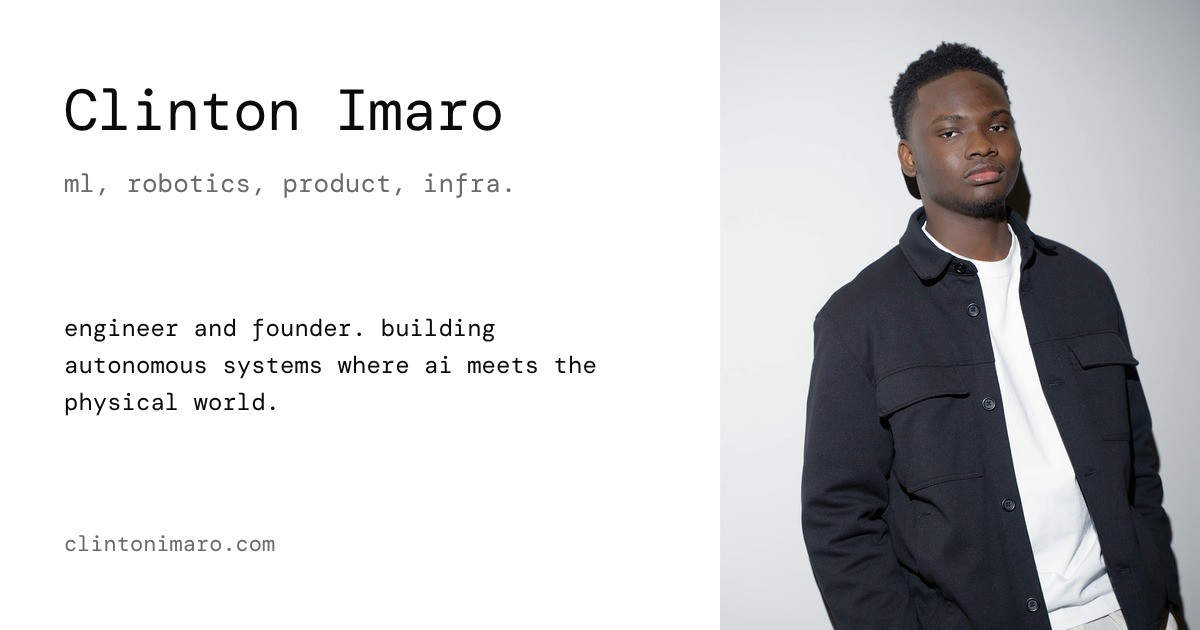 Clinton Imaro
ml, robotics, product, infra.
engineer and founder. building
autonomous systems where ai meets the
physical world.
clintonimaro.com